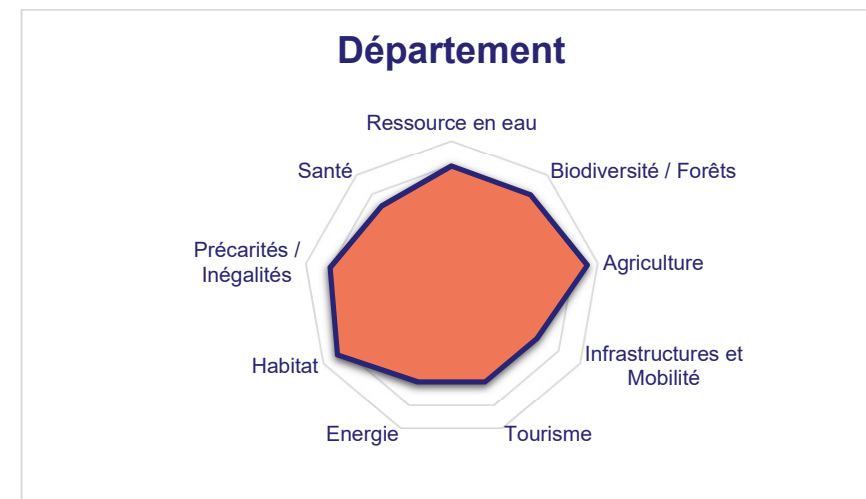 Département
Ressource en eau
Biodiversité / Forêts
Agriculture
Infrastructures et
Mobilité
Tourisme
Energie
Habitat
Précarités /
Inégalités
Santé